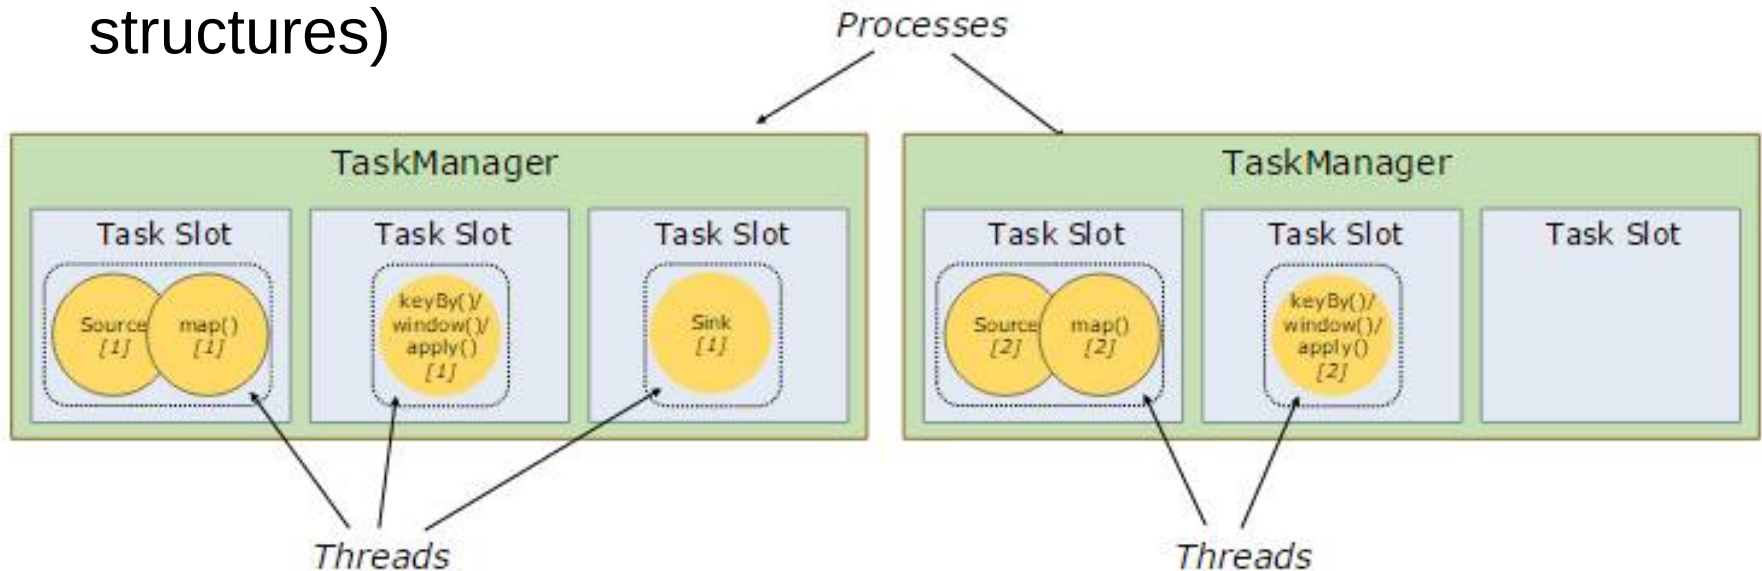 structures)
Processes
TaskManager
Task Slot
Source
[1]
map()
[1]
Task Slot
keyBy()/
window()/
apply()
[1]
Task Slot
Sink
[1]
TaskManager
Task Slot
Source
[2]
map()
[2]
Task Slot
keyBy()/
window()/
apply()
[2]
Task Slot
Threads
Threads